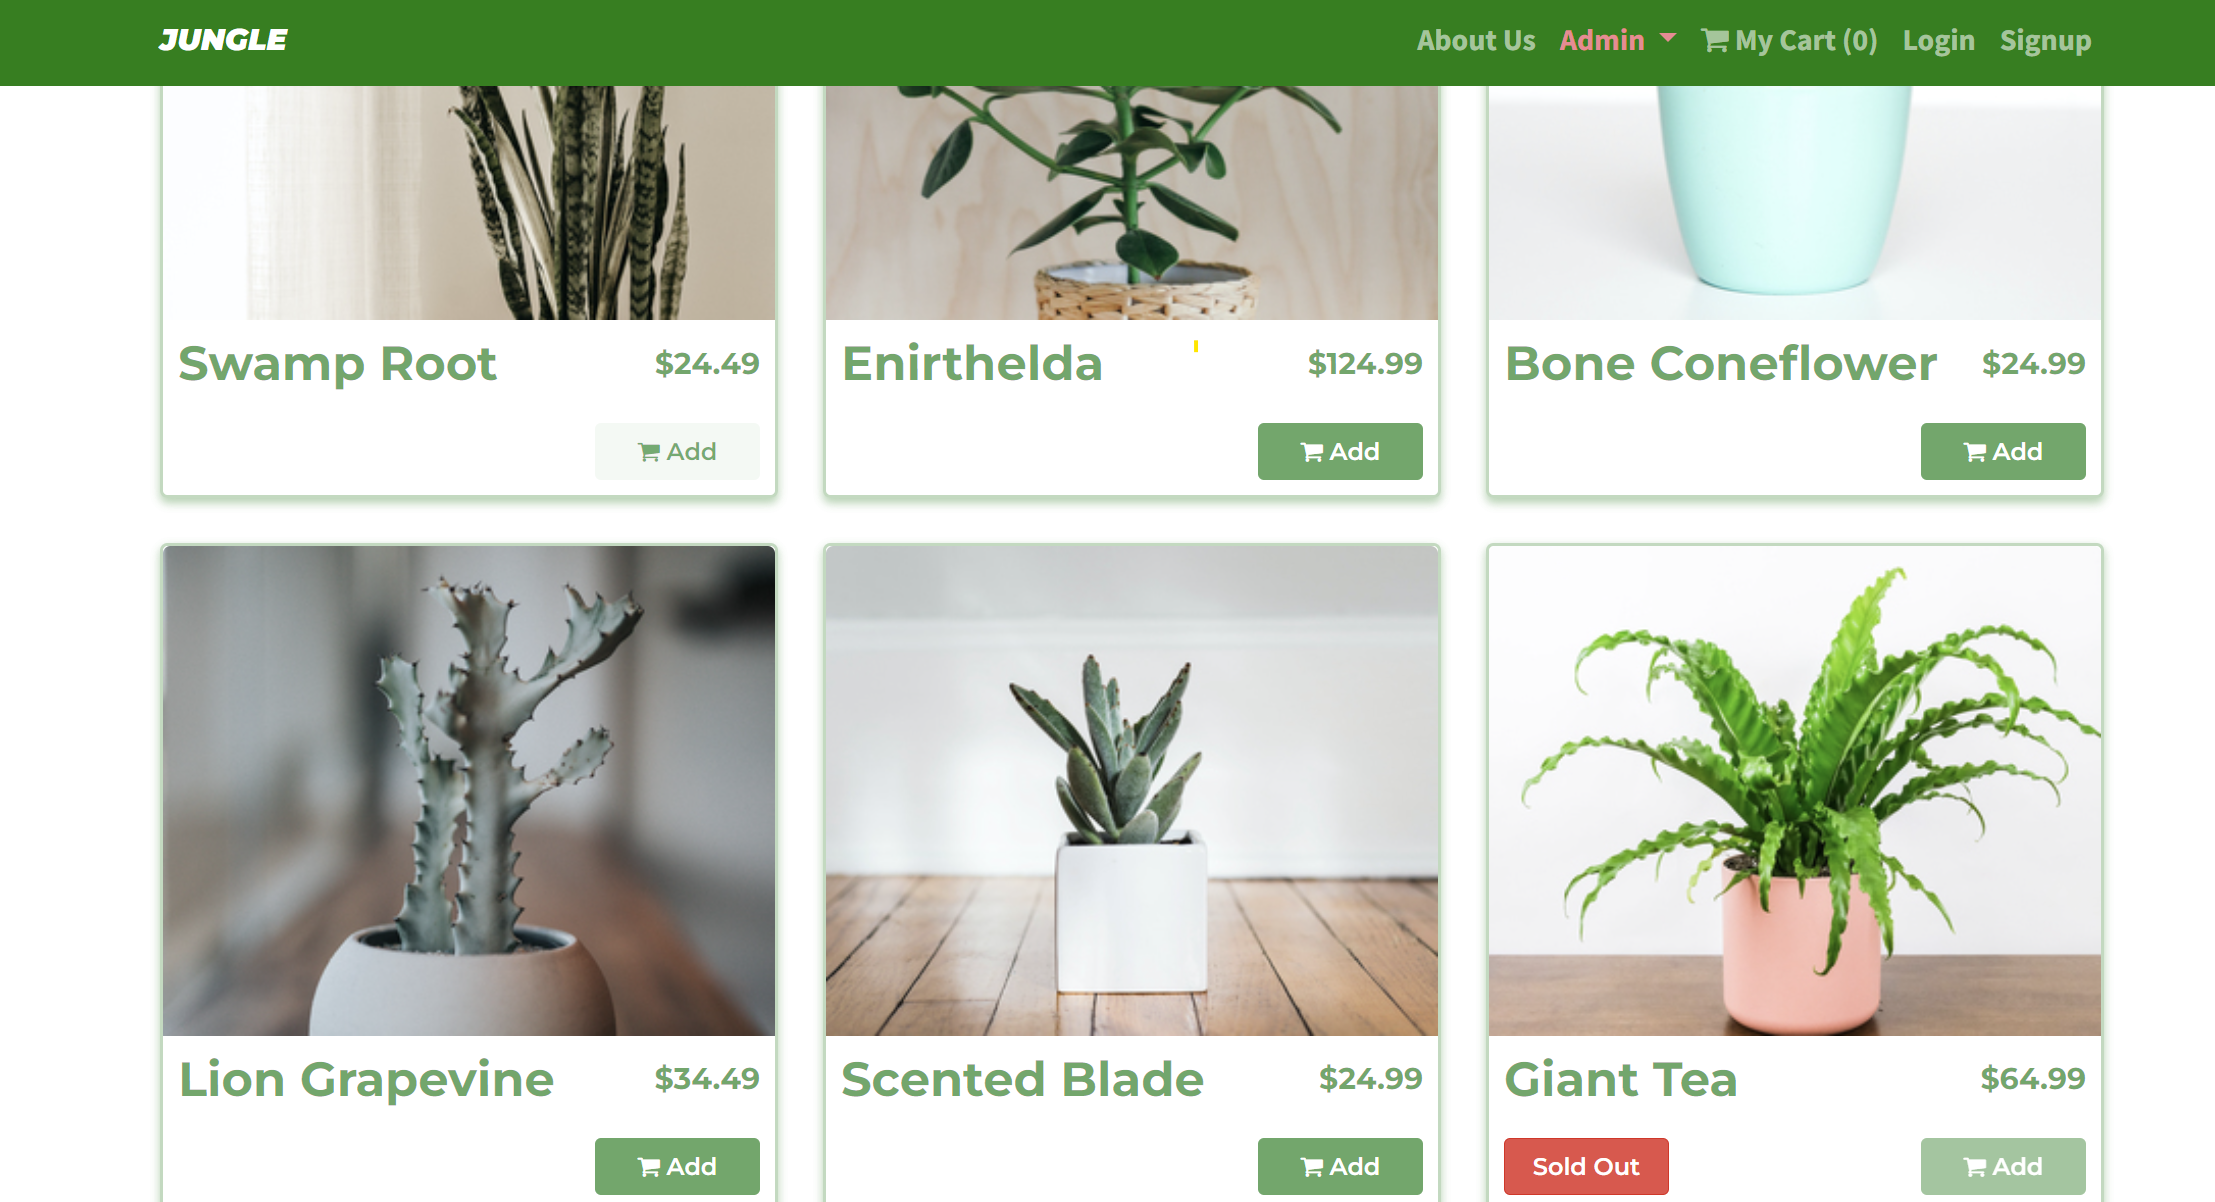 JUNGLE About Us Admin My Cart (0) Login Signup
Swamp Root $24.49 Enirthelda $124.99 Bone Coneflower $24.99
Add Add Add
Lion Grapevine $34.49 Scented Blade $24.99 Giant Tea $64.99
Add Add Sold Out Add